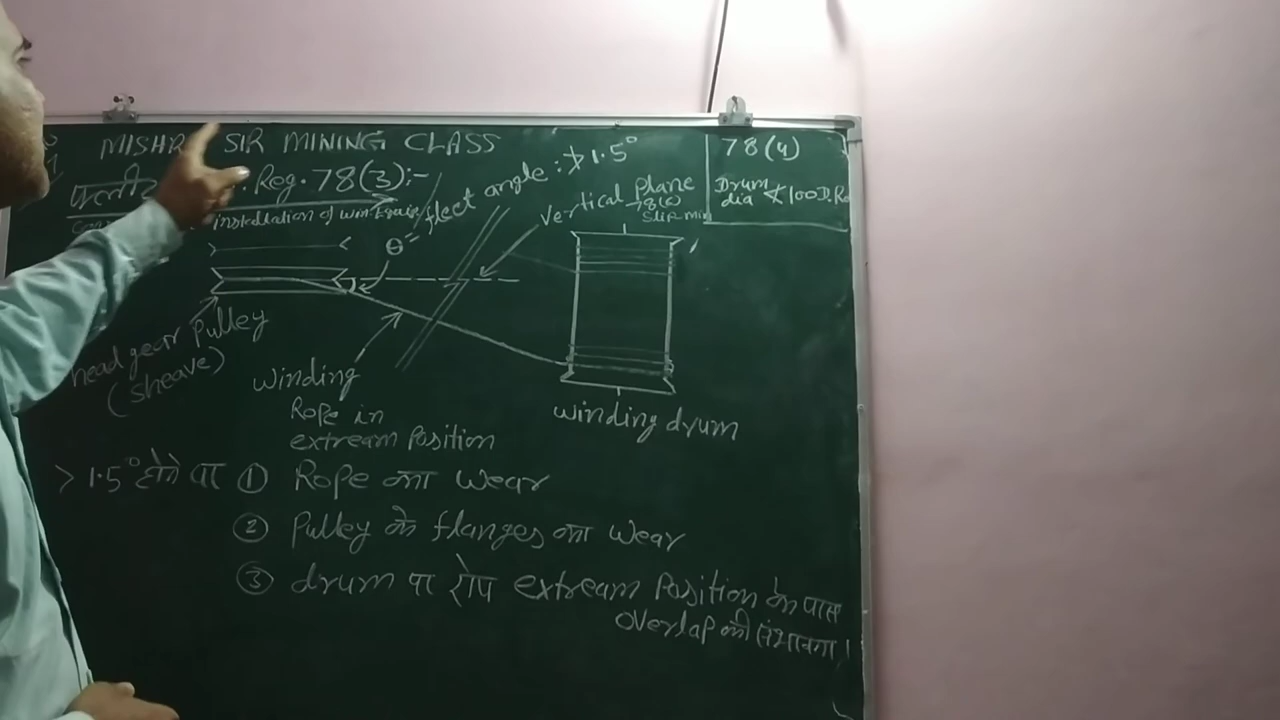 MISHRA SIR MINING CLASS
Reg. 78(3):-
installation of win
θ = fleet angle : ≯ 1.5°
vertical plane
78(4)
Drum
dia ≮ 100 D. Ro
head gear Pulley
(Sheave)
winding
Rope in
extream Position
winding drum
> 1.5° होने पर ① Rope का wear
② Pulley के flanges का wear
③ drum पर रोप extream Position के पास
overlap की संभावना।